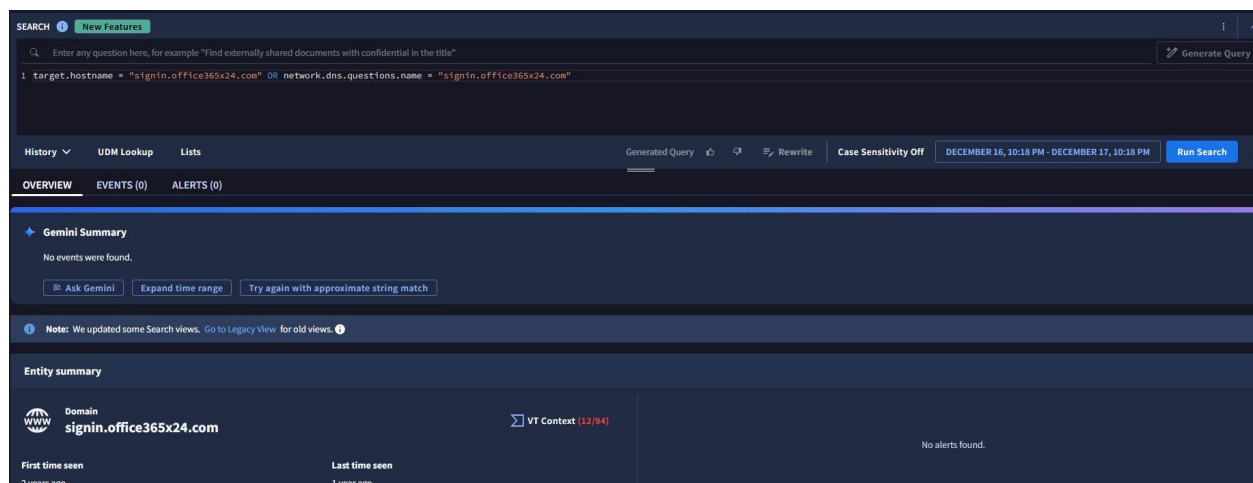 SEARCH New Features
Enter any question here, for example "Find externally shared documents with confidential in the title"
Generate Query
1 target.hostname = "signin.office365x24.com" OR network.dns.questions.name = "signin.office365x24.com"
History UDM Lookup Lists Generated Query Rewrite Case Sensitivity Off DECEMBER 16, 10:18 PM - DECEMBER 17, 10:18 PM Run Search
OVERVIEW EVENTS (0) ALERTS (0)
Gemini Summary
No events were found.
Ask Gemini Expand time range Try again with approximate string match
Note: We updated some Search views. Go to Legacy View for old views.
Entity summary
www
Domain
signin.office365x24.com
VT Context (12/94)
No alerts found.
First time seen Last time seen
2 years ago 1 year ago